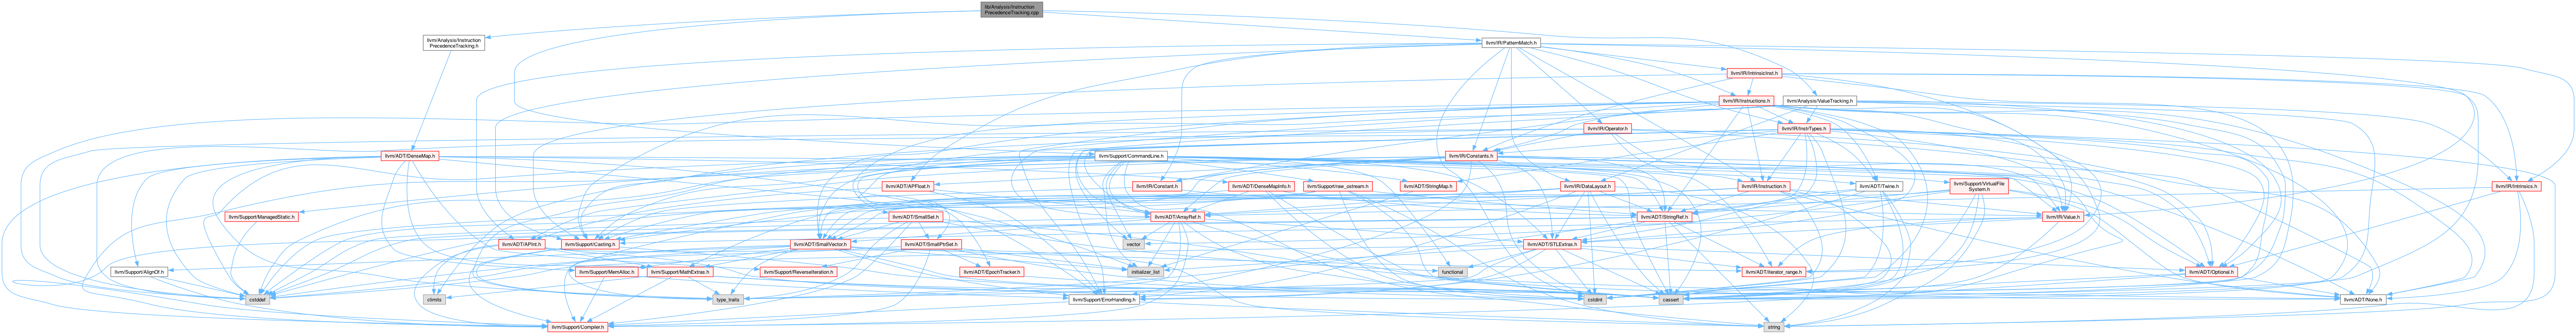 lib/Analysis/Instruction
PrecedenceTracking.cpp
llvm/Analysis/Instruction
PrecedenceTracking.h
llvm/IR/PatternMatch.h
llvm/IR/IntrinsicInst.h
llvm/IR/Instructions.h
llvm/Analysis/ValueTracking.h
llvm/IR/Operator.h
llvm/IR/InstrTypes.h
llvm/ADT/DenseMap.h
llvm/Support/CommandLine.h
llvm/IR/Constants.h
llvm/ADT/APFloat.h
llvm/IR/Constant.h
llvm/ADT/DenseMapInfo.h
llvm/Support/raw_ostream.h
llvm/ADT/StringMap.h
llvm/IR/DataLayout.h
llvm/IR/Instruction.h
llvm/ADT/Twine.h
llvm/Support/VirtualFile
System.h
llvm/IR/Intrinsics.h
llvm/Support/ManagedStatic.h
llvm/ADT/SmallSet.h
llvm/ADT/ArrayRef.h
llvm/ADT/StringRef.h
llvm/IR/Value.h
llvm/ADT/APInt.h
llvm/Support/Casting.h
llvm/ADT/SmallVector.h
llvm/ADT/SmallPtrSet.h
vector
llvm/ADT/STLExtras.h
llvm/Support/AlignOf.h
llvm/Support/MemAlloc.h
llvm/Support/MathExtras.h
llvm/Support/ReverseIteration.h
llvm/ADT/EpochTracker.h
initializer_list
functional
llvm/ADT/iterator_range.h
llvm/ADT/Optional.h
cstddef
climits
type_traits
llvm/Support/ErrorHandling.h
cstdint
cassert
llvm/ADT/None.h
llvm/Support/Compiler.h
string